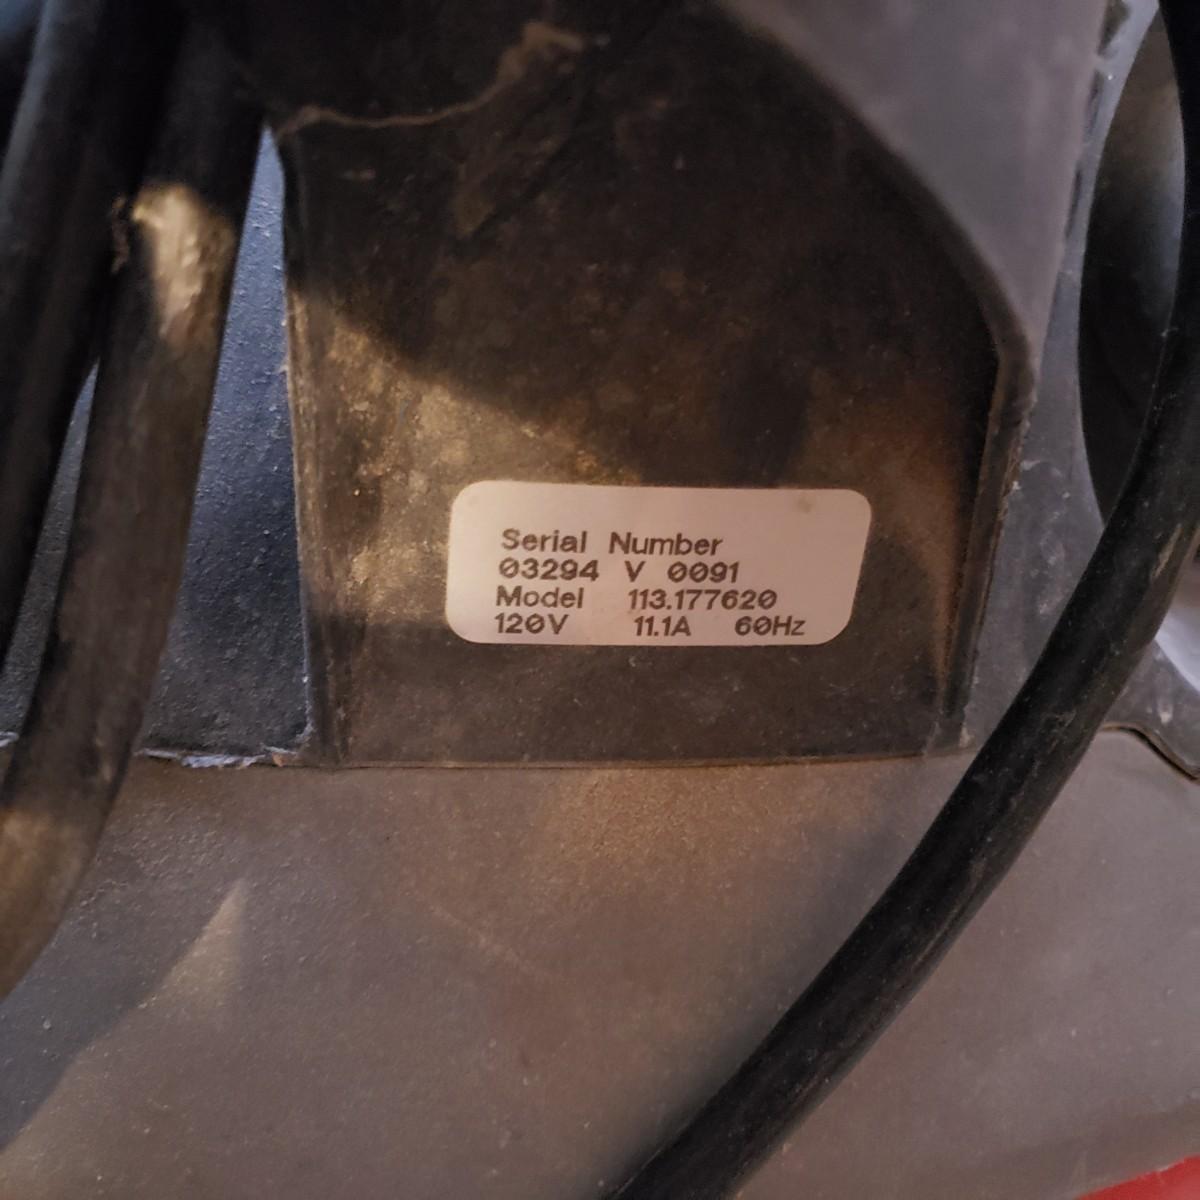 Serial Number
03294 V 0091
Model 113.177620
120V 11.1A 60Hz